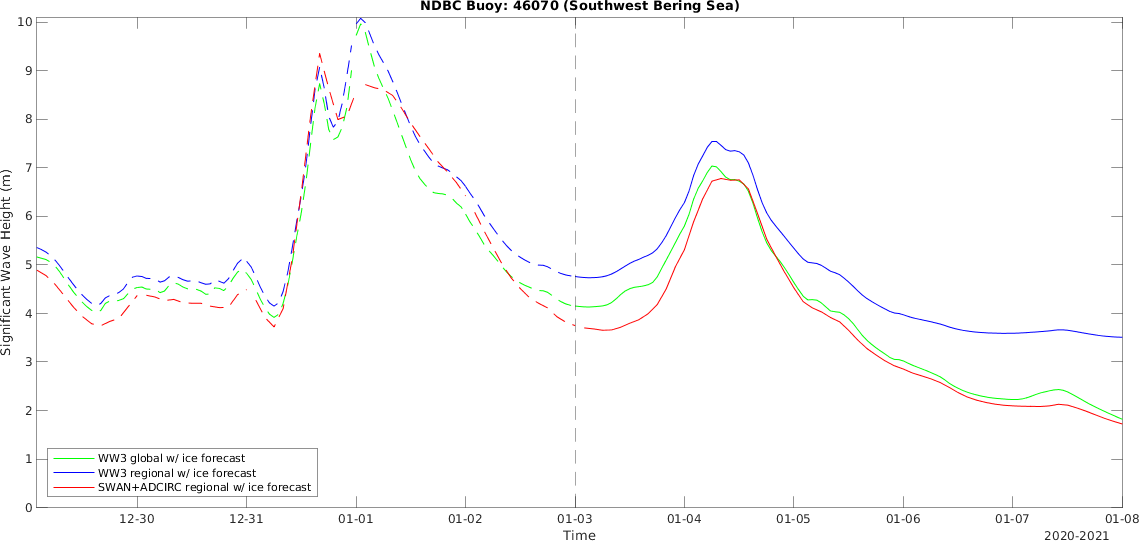 NDBC Buoy: 46070 (Southwest Bering Sea)
10
9
8
7
6
5
4
3
2
1
0
Significant Wave Height (m)
WW3 global w/ ice forecast
WW3 regional w/ ice forecast
SWAN+ADCIRC regional w/ ice forecast
12-30 12-31 01-01 01-02 01-03 01-04 01-05 01-06 01-07 01-08
Time
2020-2021